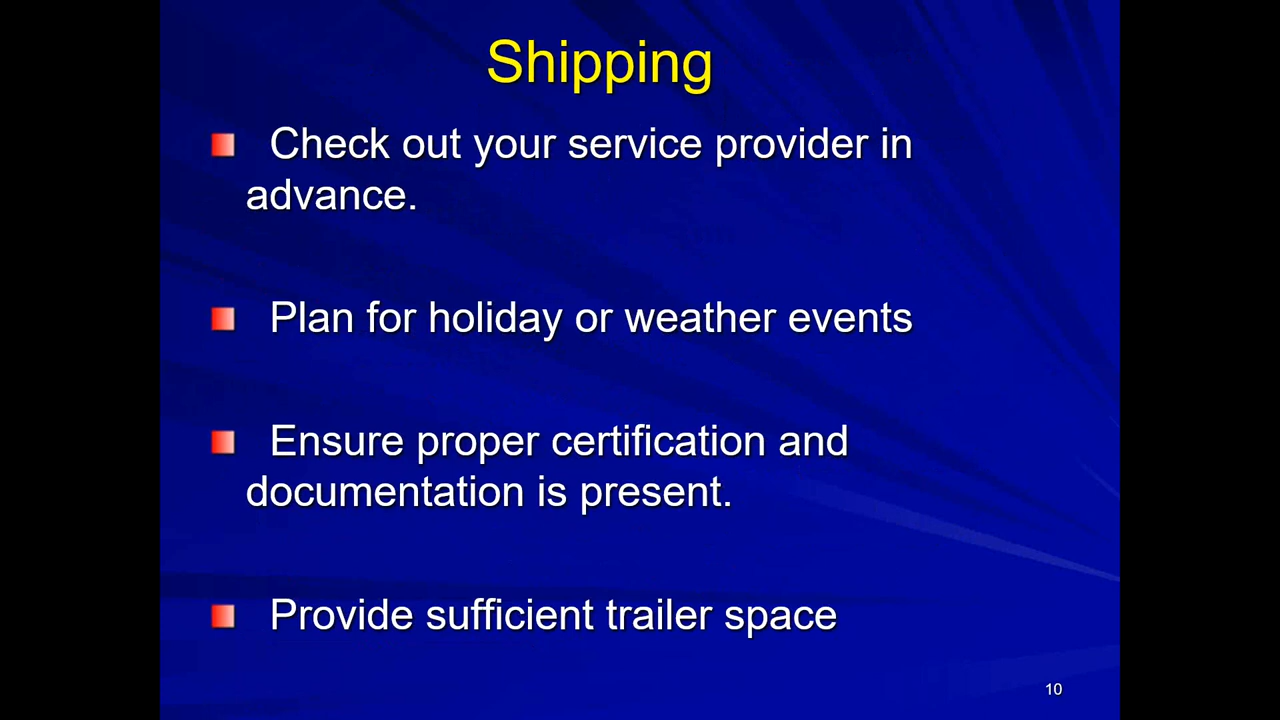 Shipping
Check out your service provider in
advance.
Plan for holiday or weather events
Ensure proper certification and
documentation is present.
Provide sufficient trailer space
10